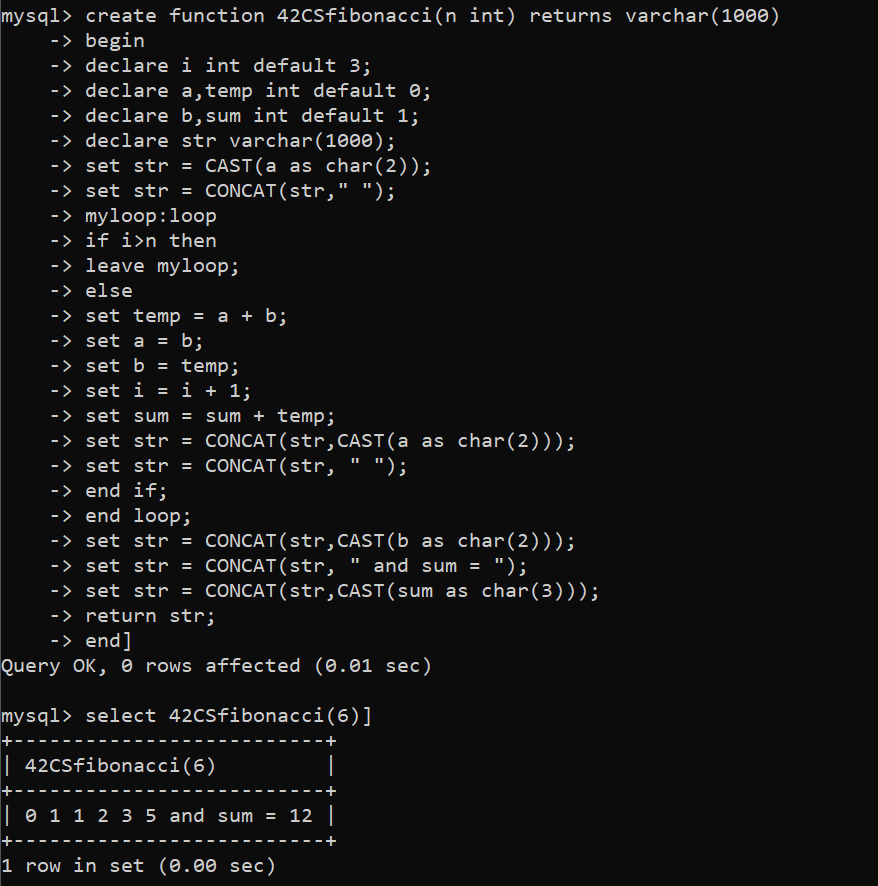 mysql> create function 42CSfibonacci(n int) returns varchar(1000)
    -> begin
    -> declare i int default 3;
    -> declare a,temp int default 0;
    -> declare b,sum int default 1;
    -> declare str varchar(1000);
    -> set str = CAST(a as char(2));
    -> set str = CONCAT(str," ");
    -> myloop:loop
    -> if i>n then
    -> leave myloop;
    -> else
    -> set temp = a + b;
    -> set a = b;
    -> set b = temp;
    -> set i = i + 1;
    -> set sum = sum + temp;
    -> set str = CONCAT(str,CAST(a as char(2)));
    -> set str = CONCAT(str, " ");
    -> end if;
    -> end loop;
    -> set str = CONCAT(str,CAST(b as char(2)));
    -> set str = CONCAT(str, " and sum = ");
    -> set str = CONCAT(str,CAST(sum as char(3)));
    -> return str;
    -> end]
Query OK, 0 rows affected (0.01 sec)

mysql> select 42CSfibonacci(6)]
+--------------------------+
| 42CSfibonacci(6)         |
+--------------------------+
| 0 1 1 2 3 5 and sum = 12 |
+--------------------------+
1 row in set (0.00 sec)